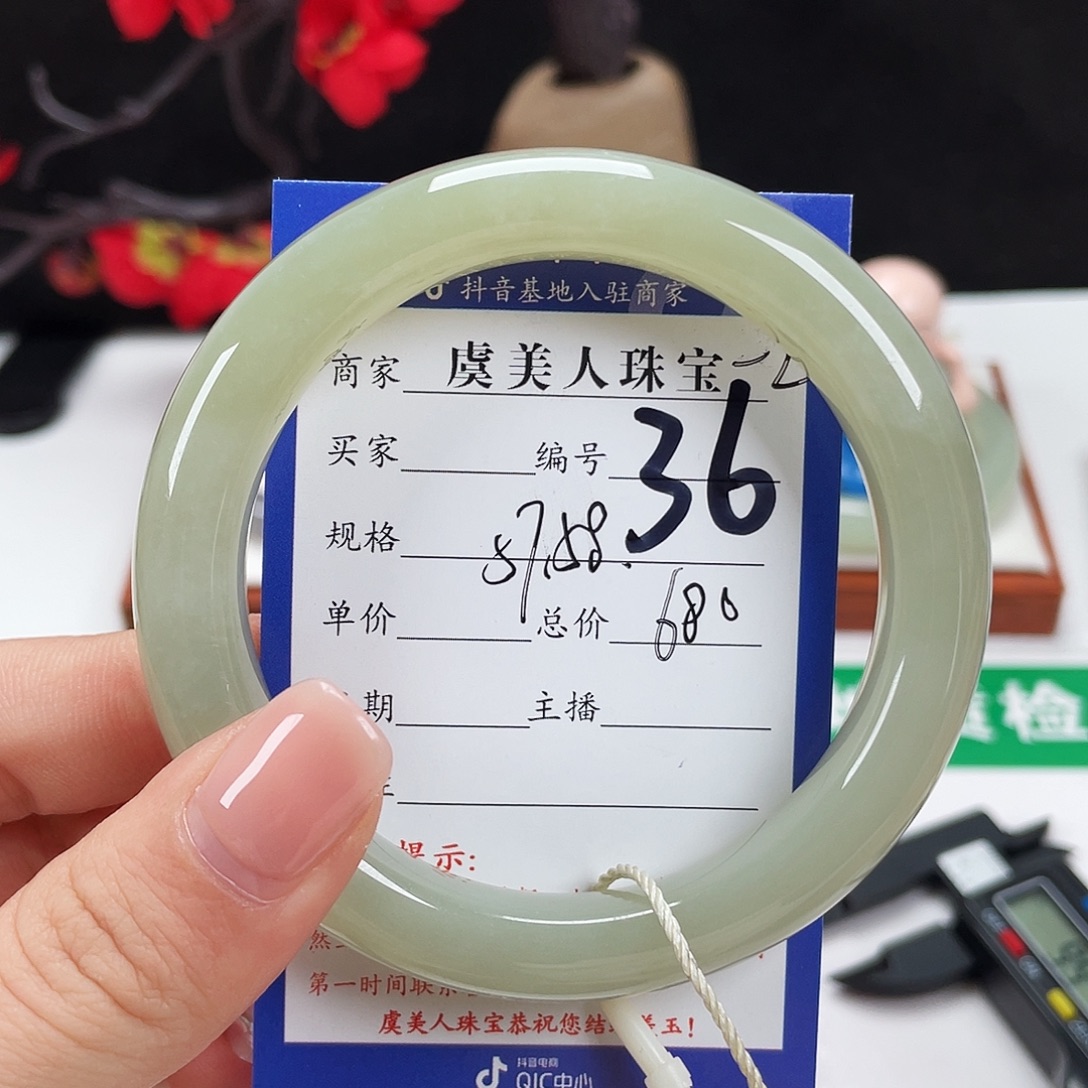 抖音基地入驻商家
商家 虞美人珠宝
买家 编号 36
规格 57.58.
单价 总价 680
期 主播
提示:
第一时间联系
虞美人珠宝恭祝您结 美玉!
抖音电商
QIC中心
检